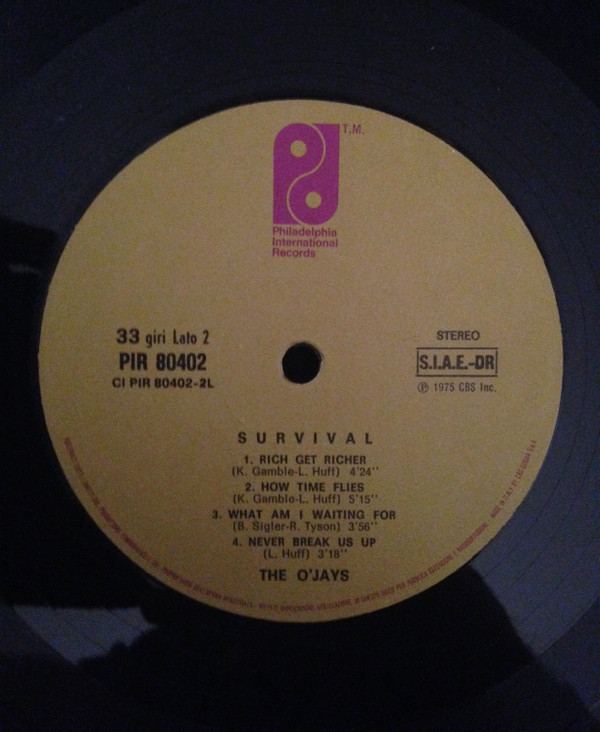 T.M.
Philadelphia
International
Records
33 giri Lato 2
PIR 80402
CI PIR 80402-2L
STEREO
S.I.A.E.-DR
℗ 1975 CBS Inc.
SURVIVAL
1. RICH GET RICHER
(K. Gamble-L. Huff) 4'24''
2. HOW TIME FLIES
(K. Gamble-L. Huff) 5'15''
3. WHAT AM I WAITING FOR
(B. Sigler-R. Tyson) 3'56''
4. NEVER BREAK US UP
(L. Huff) 3'18''
THE O'JAYS